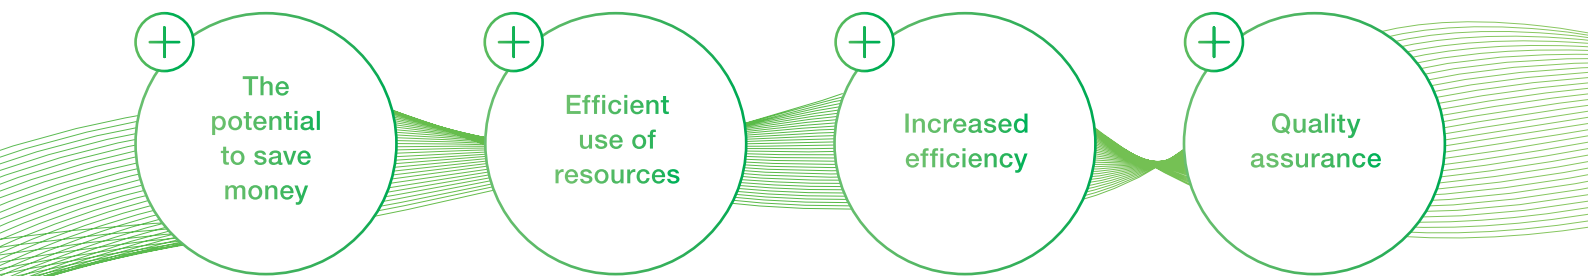 The
potential
to save
money
Efficient
use of
resources
Increased
efficiency
Quality
assurance